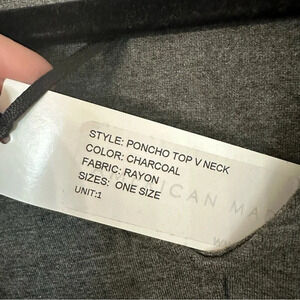 STYLE: PONCHO TOP V NECK
COLOR: CHARCOAL
FABRIC: RAYON
SIZES: ONE SIZE
UNIT:1